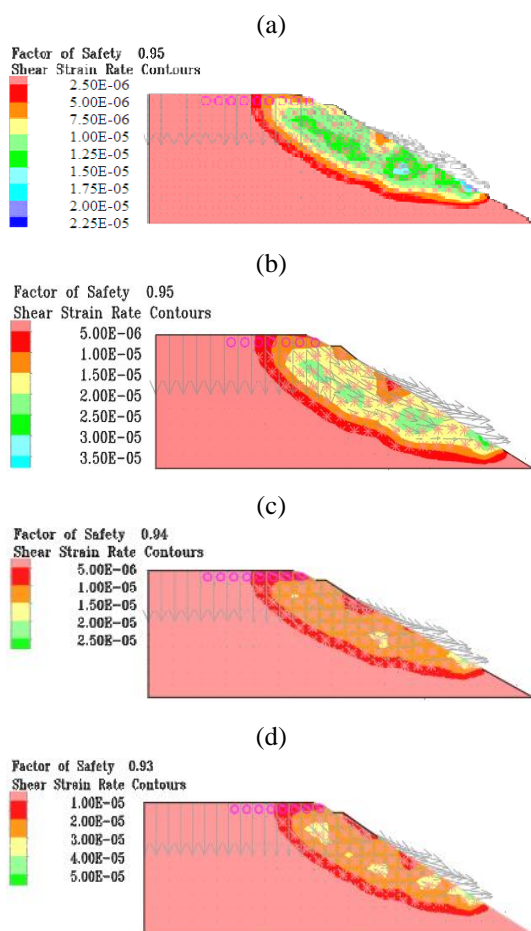 (a)
Factor of Safety 0.95
Shear Strain Rate Contours
2.50E-06
5.00E-06
7.50E-06
1.00E-05
1.25E-05
1.50E-05
1.75E-05
2.00E-05
2.25E-05
(b)
Factor of Safety 0.95
Shear Strain Rate Contours
5.00E-06
1.00E-05
1.50E-05
2.00E-05
2.50E-05
3.00E-05
3.50E-05
(c)
Factor of Safety 0.94
Shear Strain Rate Contours
5.00E-06
1.00E-05
1.50E-05
2.00E-05
2.50E-05
(d)
Factor of Safety 0.93
Shear Strain Rate Contours
1.00E-05
2.00E-05
3.00E-05
4.00E-05
5.00E-05